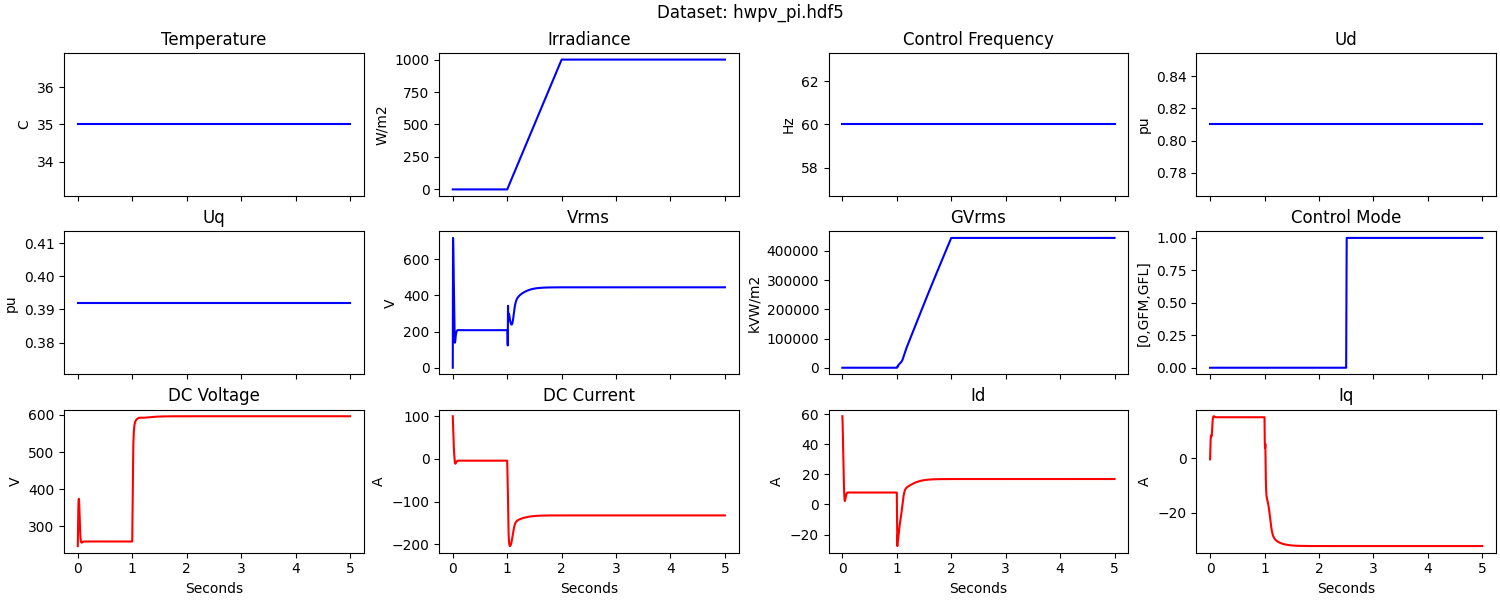 Dataset: hwpv_pi.hdf5
Temperature
Irradiance
Control Frequency
Ud
C
36
35
34
W/m2
1000
750
500
250
0
Hz
62
60
58
pu
0.84
0.82
0.80
0.78
Uq
Vrms
GVrms
Control Mode
pu
0.41
0.40
0.39
0.38
V
600
400
200
0
kVW/m2
400000
300000
200000
100000
0
[0,GFM,GFL]
1.00
0.75
0.50
0.25
0.00
DC Voltage
DC Current
Id
Iq
V
600
500
400
300
A
100
0
−100
−200
A
60
40
20
0
−20
A
0
−20
0 1 2 3 4 5
0 1 2 3 4 5
0 1 2 3 4 5
0 1 2 3 4 5
Seconds
Seconds
Seconds
Seconds